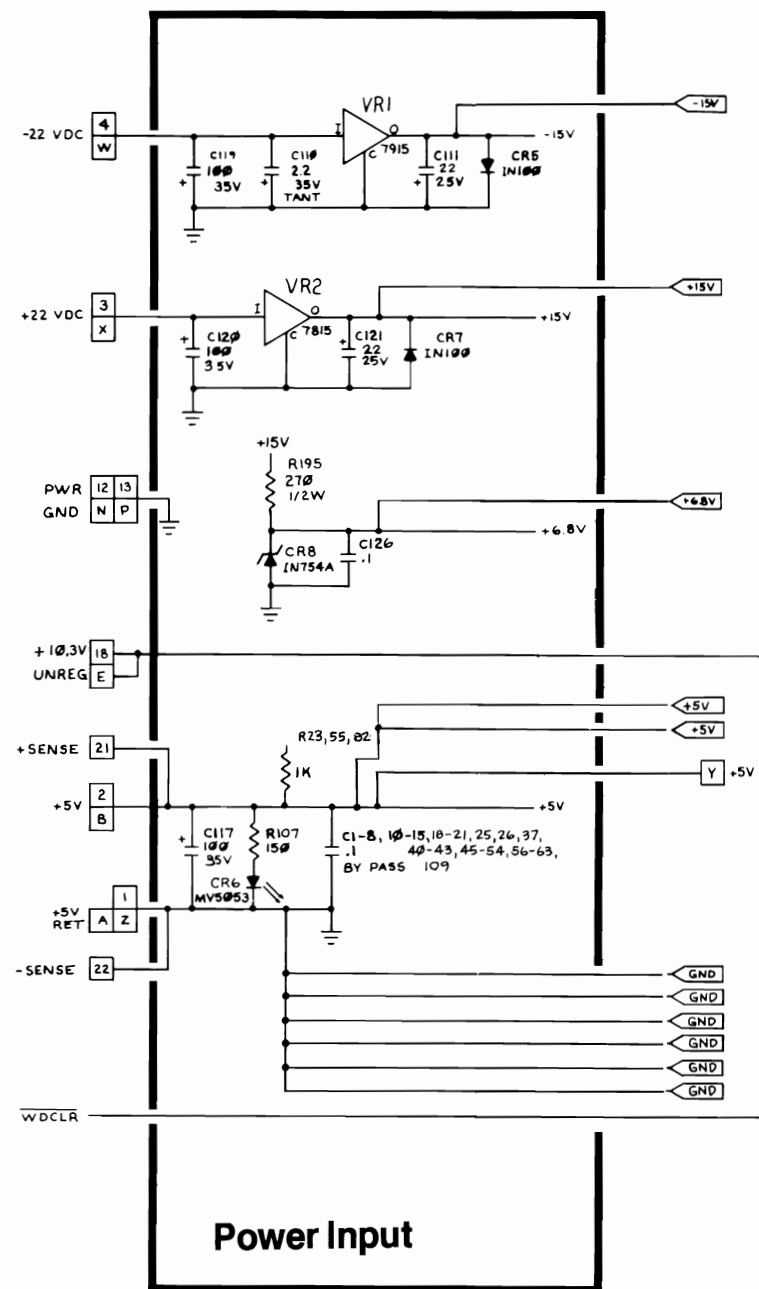 VR1
-15V
-22 VDC
4
W
I
O
C
7915
-15V
C119
100
35V
+
C110
2.2
35V
TANT
+
C111
22
25V
+
CR5
IN100
VR2
+15V
+22 VDC
3
X
I
O
C
7815
+15V
+
C120
100
35V
+
C121
22
25V
CR7
IN100
+15V
R195
270
1/2W
PWR
GND
12 13
N P
+6.8V
+6.8V
CR8
IN754A
C126
.1
+10.3V
UNREG
18
E
+5V
+5V
+SENSE
21
R23,55,82
1K
Y
+5V
+5V
2
B
+5V
+
C117
100
35V
R107
150
CR6
MV5053
C1-8, 10-15,18-21,25,26,37,
.1
40-43,45-54,56-63,
BY PASS 109
+5V
RET
1
A Z
-SENSE
22
GND
GND
GND
GND
GND
GND
WDCLR
Power Input